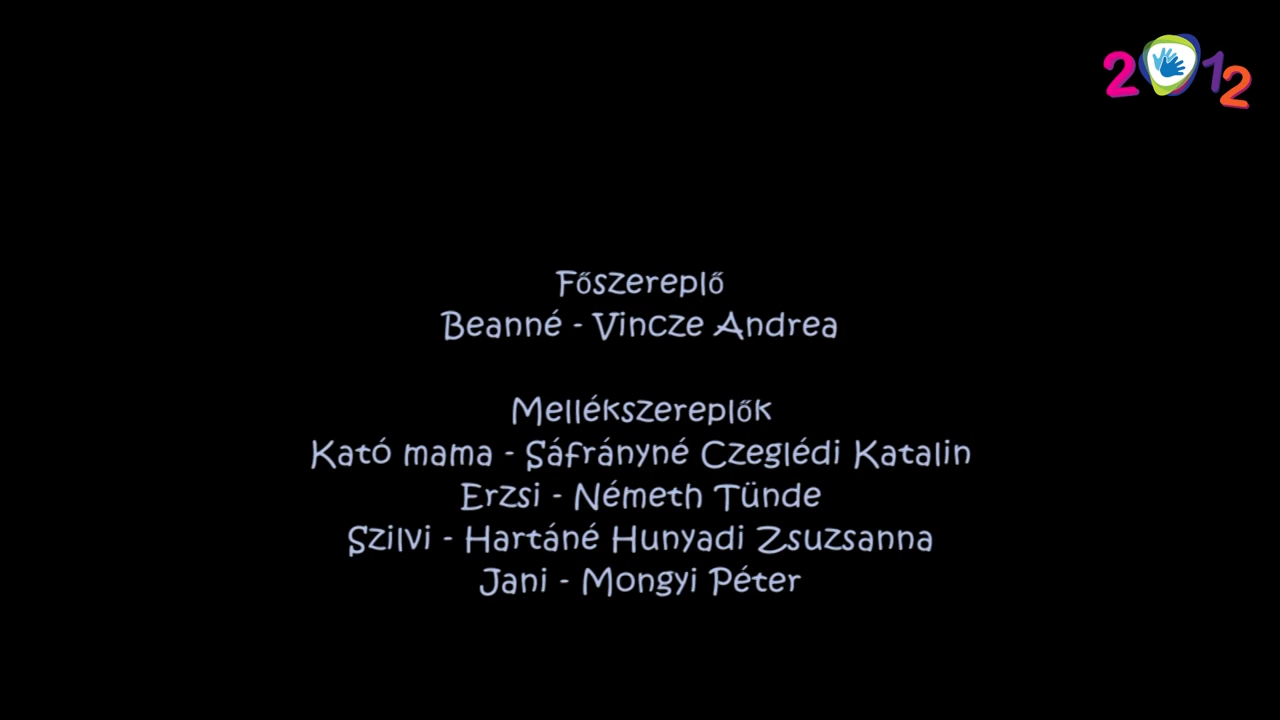 2012
Főszereplő
Beanné - Vincze Andrea
Mellékszereplők
Kató mama - Sáfrányné Czeglédi Katalin
Erzsi - Németh Tünde
Szilvi - Hartáné Hunyadi Zsuzsanna
Jani - Mongyi Péter